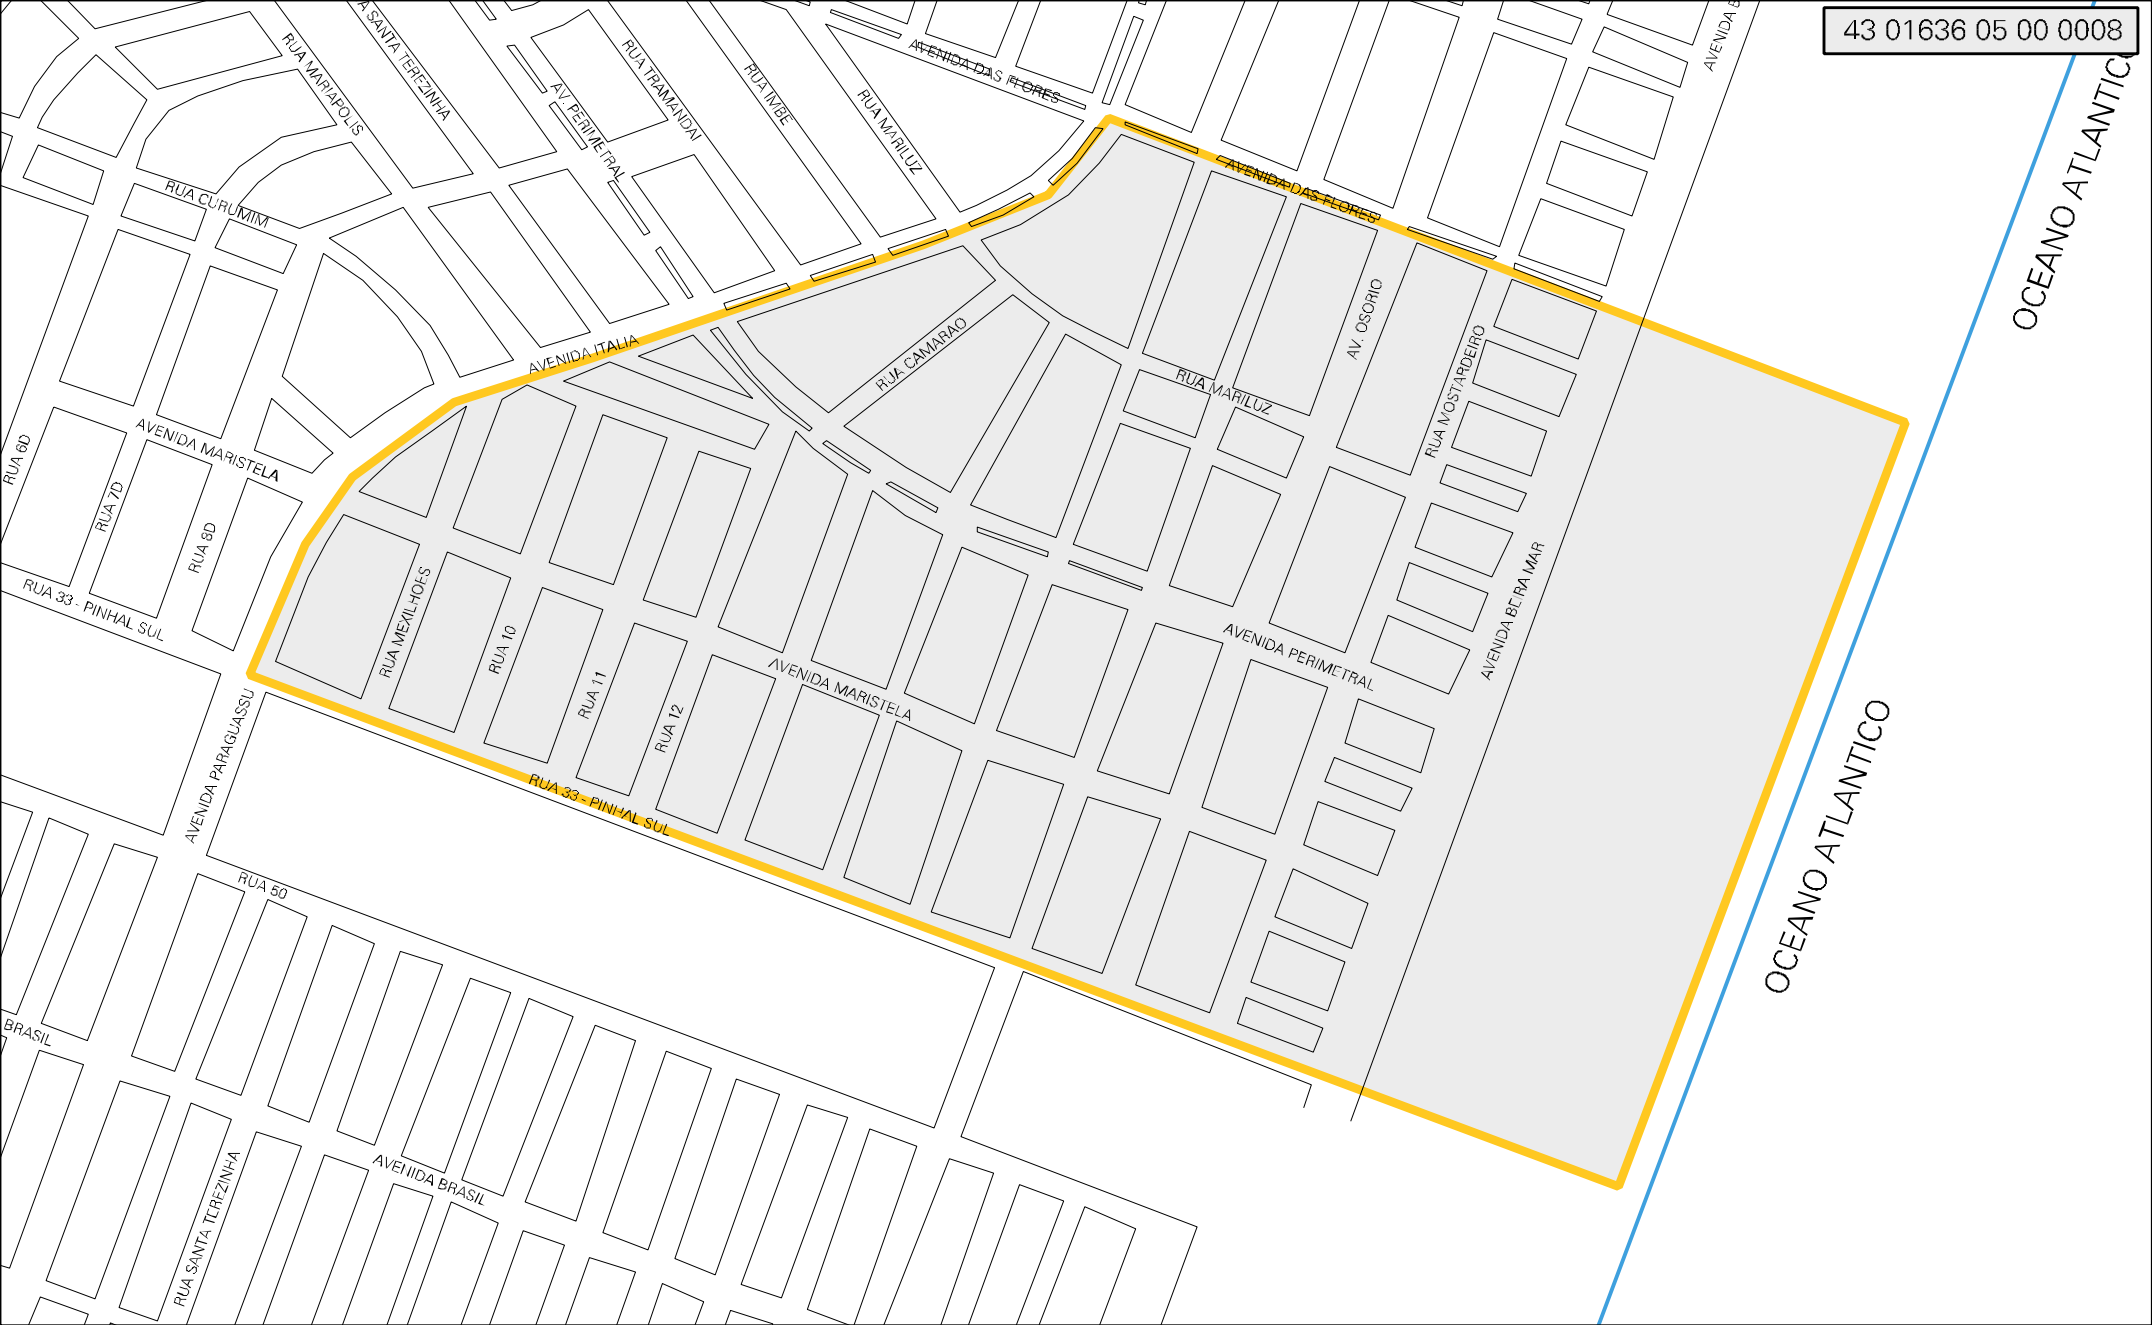 43 01636 05 00 0008
RUA MARIAPOLIS
A SANTA TEREZINHA
AV. PERIMETRAL
RUA TRAMANDAI
RUA IMBE
RUA MARILUZ
AVENIDA DAS FLORES
AVENIDA B
OCEANO ATLANTICO
RUA CURUMIM
AVENIDA DAS FLORES
AVENIDA ITALIA
RUA CAMARAO
AV. OSORIO
RUA MARILUZ
RUA MOSTARDEIRO
AVENIDA MARISTELA
RUA 6D
RUA 7D
RUA 8D
RUA 33 - PINHAL SUL
RUA MEXILHOES
RUA 10
RUA 11
RUA 12
AVENIDA MARISTELA
AVENIDA PERIMETRAL
AVENIDA BEIRA MAR
AVENIDA PARAGUASSU
RUA 33 - PINHAL SUL
OCEANO ATLANTICO
RUA 50
BRASIL
AVENIDA BRASIL
RUA SANTA TEREZINHA